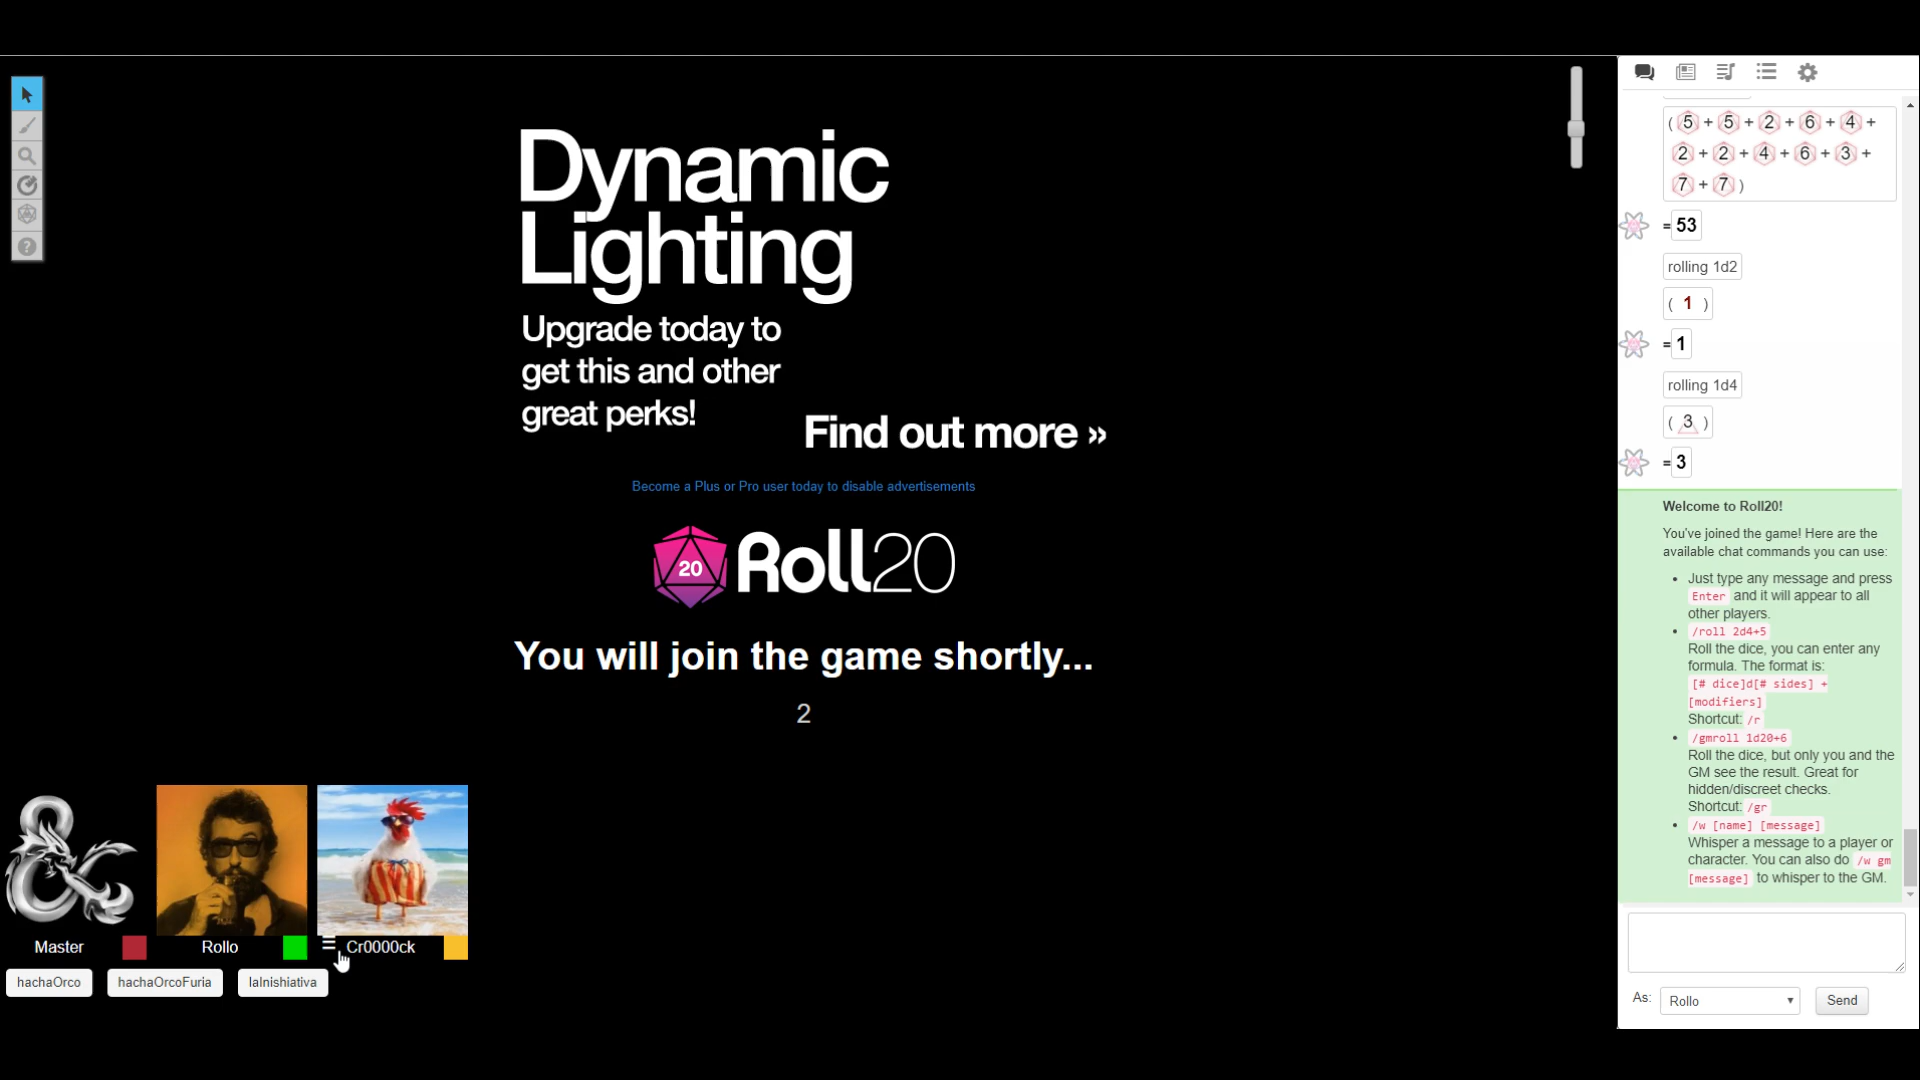 Dynamic
Lighting
Upgrade today to
get this and other
great perks!
Find out more »
Become a Plus or Pro user today to disable advertisements
20
Roll20
You will join the game shortly...
2
Master
Rollo
Cr0000ck
hachaOrco
hachaOrcoFuria
laInishiativa
( 5 + 5 + 2 + 6 + 4 +
2 + 2 + 4 + 6 + 3 +
7 + 7 )
=53
rolling 1d2
( 1 )
=1
rolling 1d4
( 3 )
=3
Welcome to Roll20!
You've joined the game! Here are the
available chat commands you can use:
• Just type any message and press
Enter and it will appear to all
other players.
• /roll 2d4+5
Roll the dice, you can enter any
formula. The format is:
[# dice]d[# sides] +
[modifiers]
Shortcut: /r
• /gmroll 1d20+6
Roll the dice, but only you and the
GM see the result. Great for
hidden/discreet checks.
Shortcut: /gr
• /w [name] [message]
Whisper a message to a player or
character. You can also do /w gm
[message] to whisper to the GM.
As:
Rollo
Send